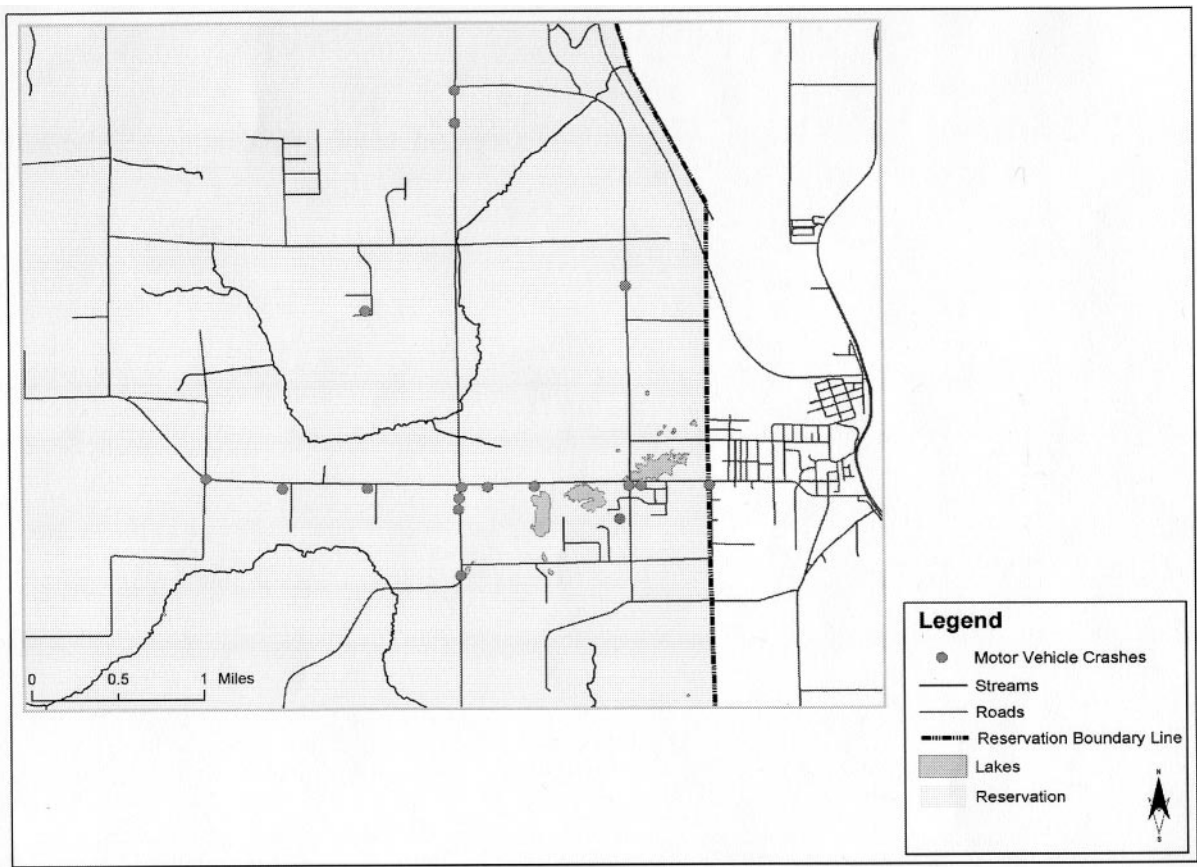 0 0.5 1 Miles
Legend
Motor Vehicle Crashes
Streams
Roads
Reservation Boundary Line
Lakes
Reservation
N
S